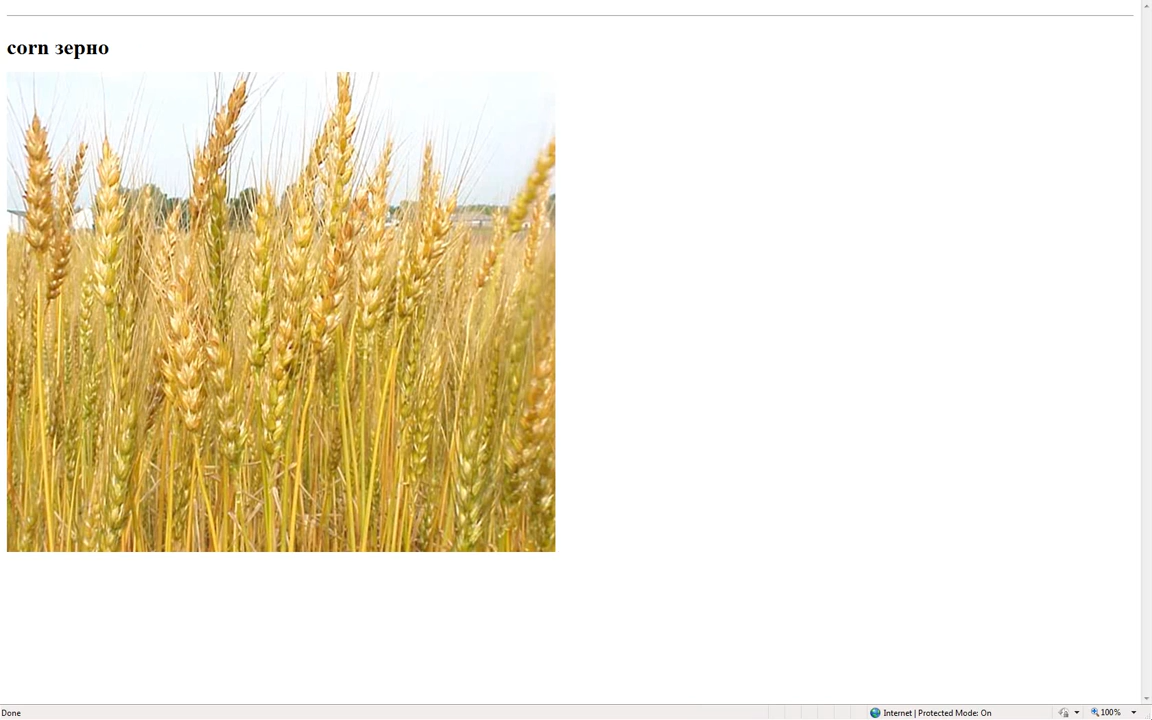 corn зерно
Done
Internet | Protected Mode: On
100%